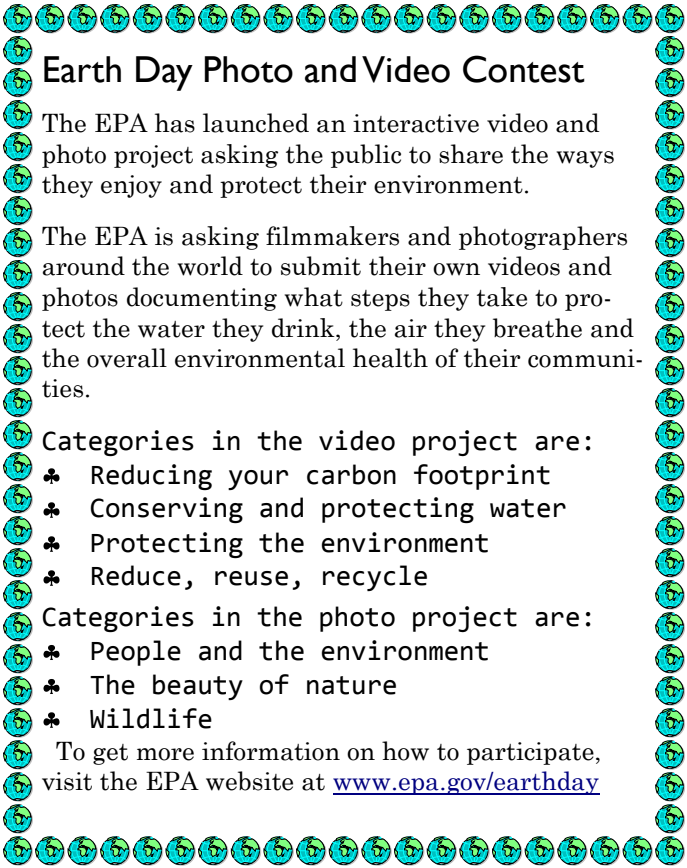 Earth Day Photo and Video Contest
The EPA has launched an interactive video and
photo project asking the public to share the ways
they enjoy and protect their environment.
The EPA is asking filmmakers and photographers
around the world to submit their own videos and
photos documenting what steps they take to pro-
tect the water they drink, the air they breathe and
the overall environmental health of their communi-
ties.
Categories in the video project are:
♣ Reducing your carbon footprint
♣ Conserving and protecting water
♣ Protecting the environment
♣ Reduce, reuse, recycle
Categories in the photo project are:
♣ People and the environment
♣ The beauty of nature
♣ Wildlife
To get more information on how to participate,
visit the EPA website at www.epa.gov/earthday